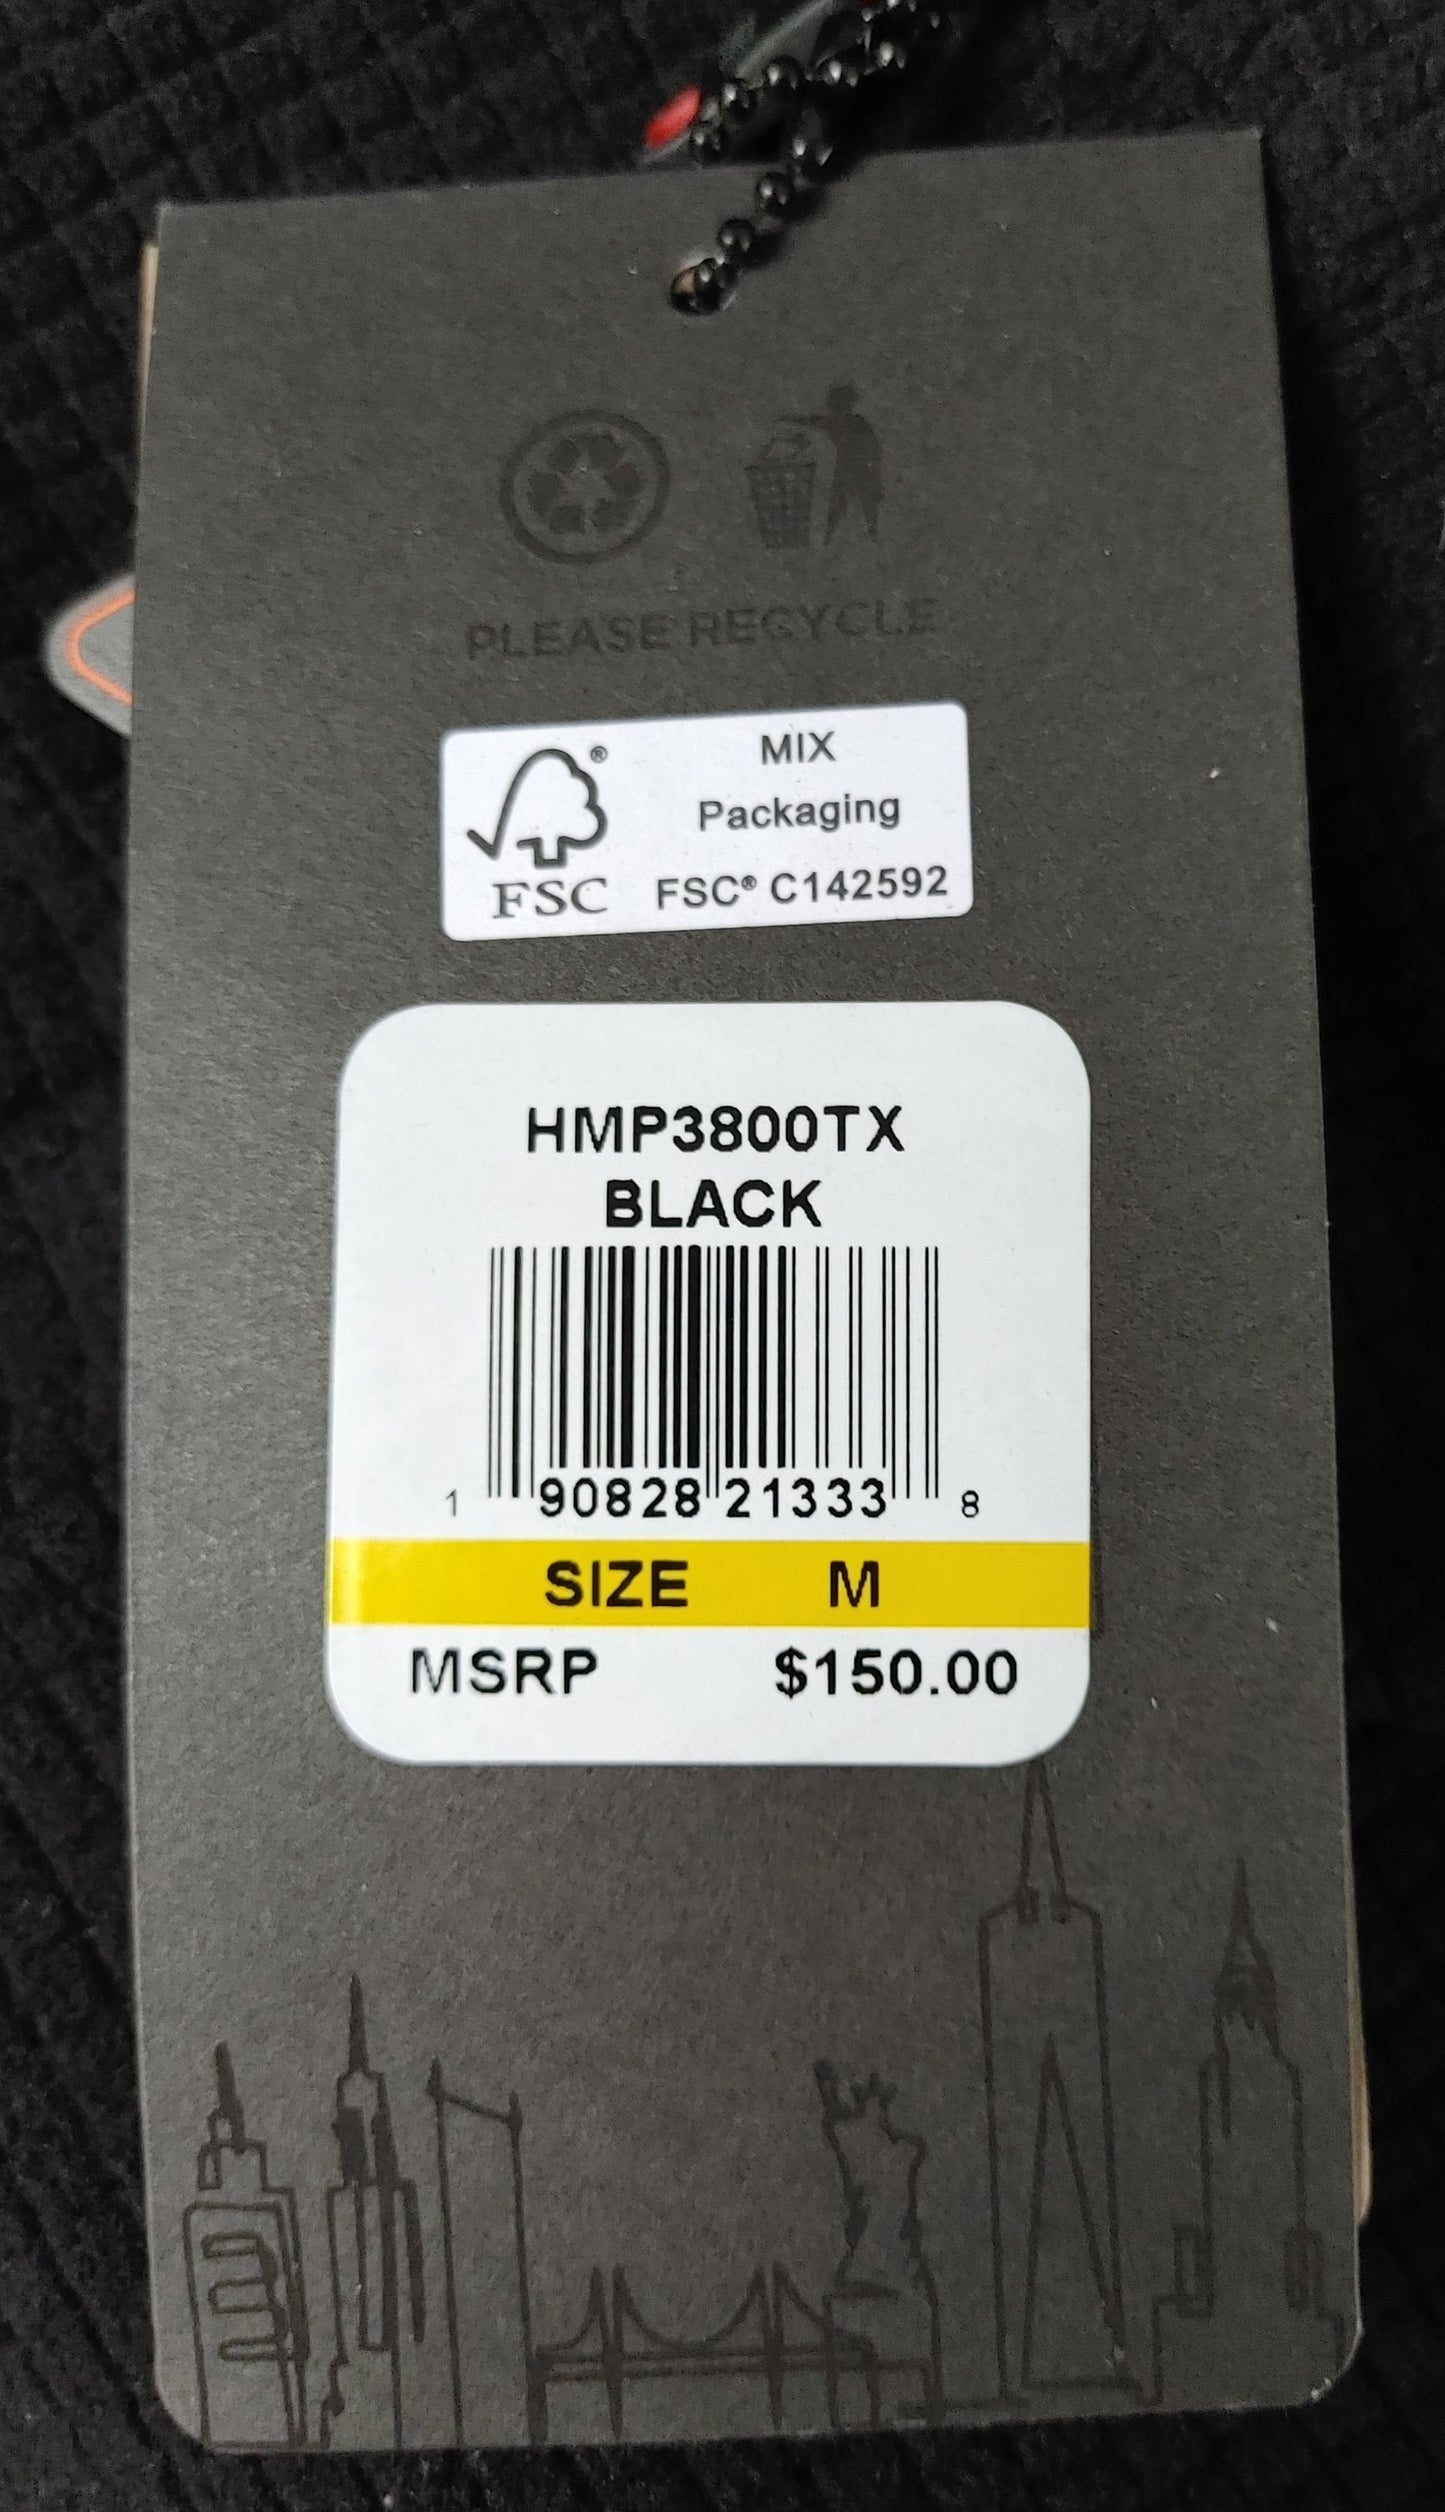 PLEASE RECYCLE
®
MIX
Packaging
FSC
FSC® C142592
HMP3800TX
BLACK
1 90828 21333 8
SIZE M
MSRP $150.00